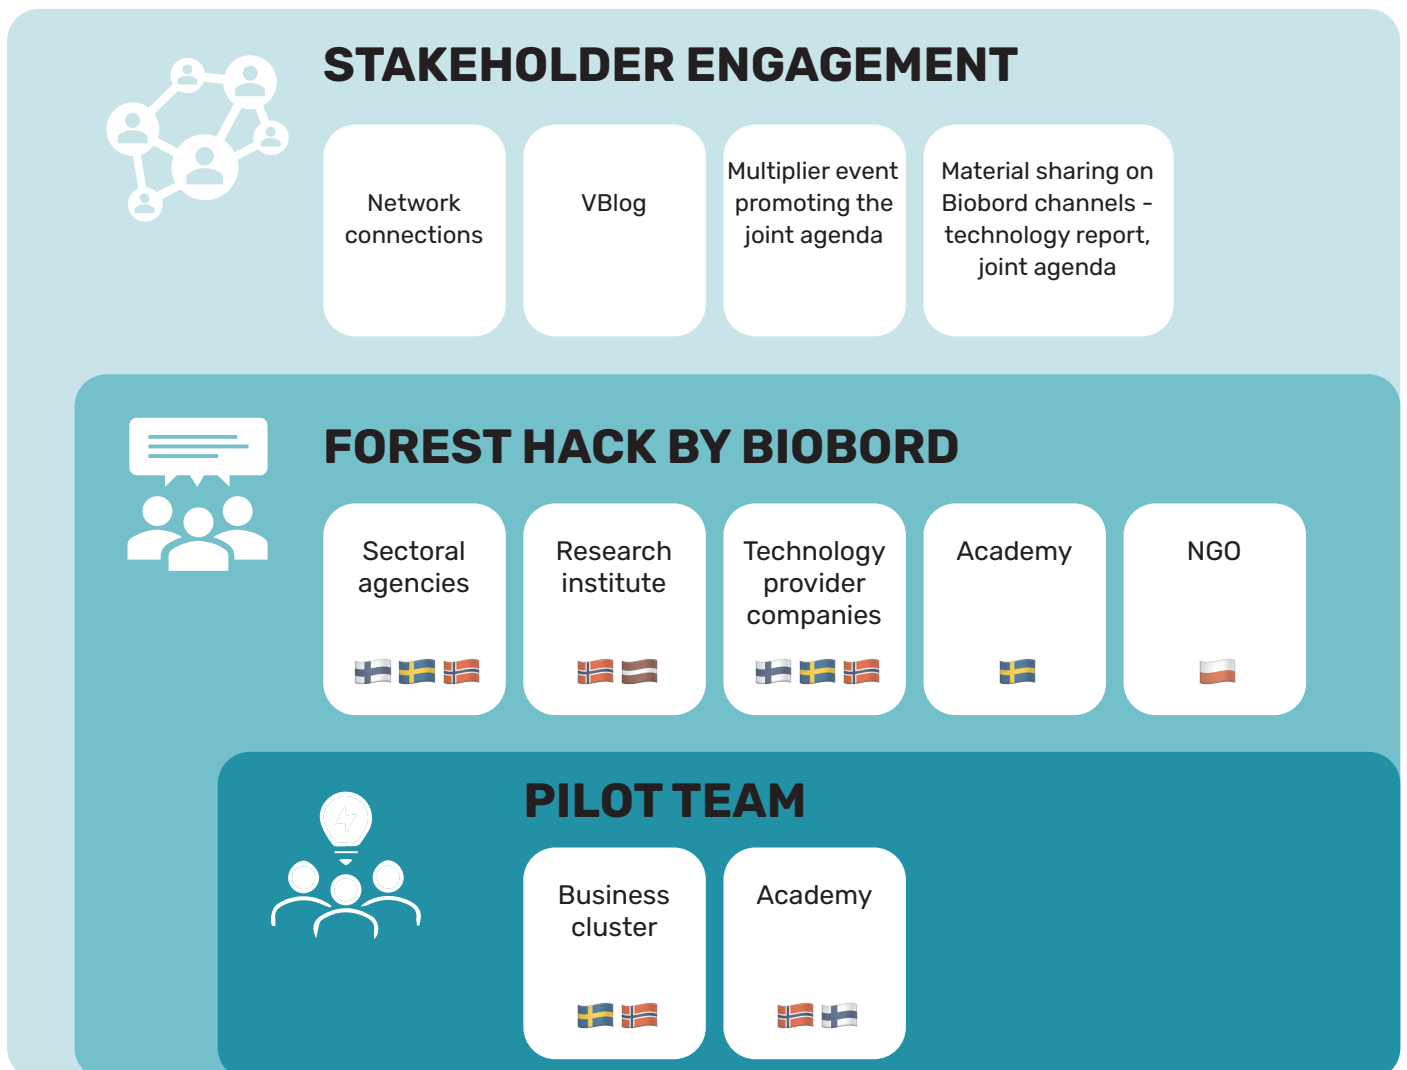 STAKEHOLDER ENGAGEMENT
Network
connections
VBlog
Multiplier event
promoting the
joint agenda
Material sharing on
Biobord channels -
technology report,
joint agenda
FOREST HACK BY BIOBORD
Sectoral
agencies
Research
institute
Technology
provider
companies
Academy
NGO
PILOT TEAM
Business
cluster
Academy